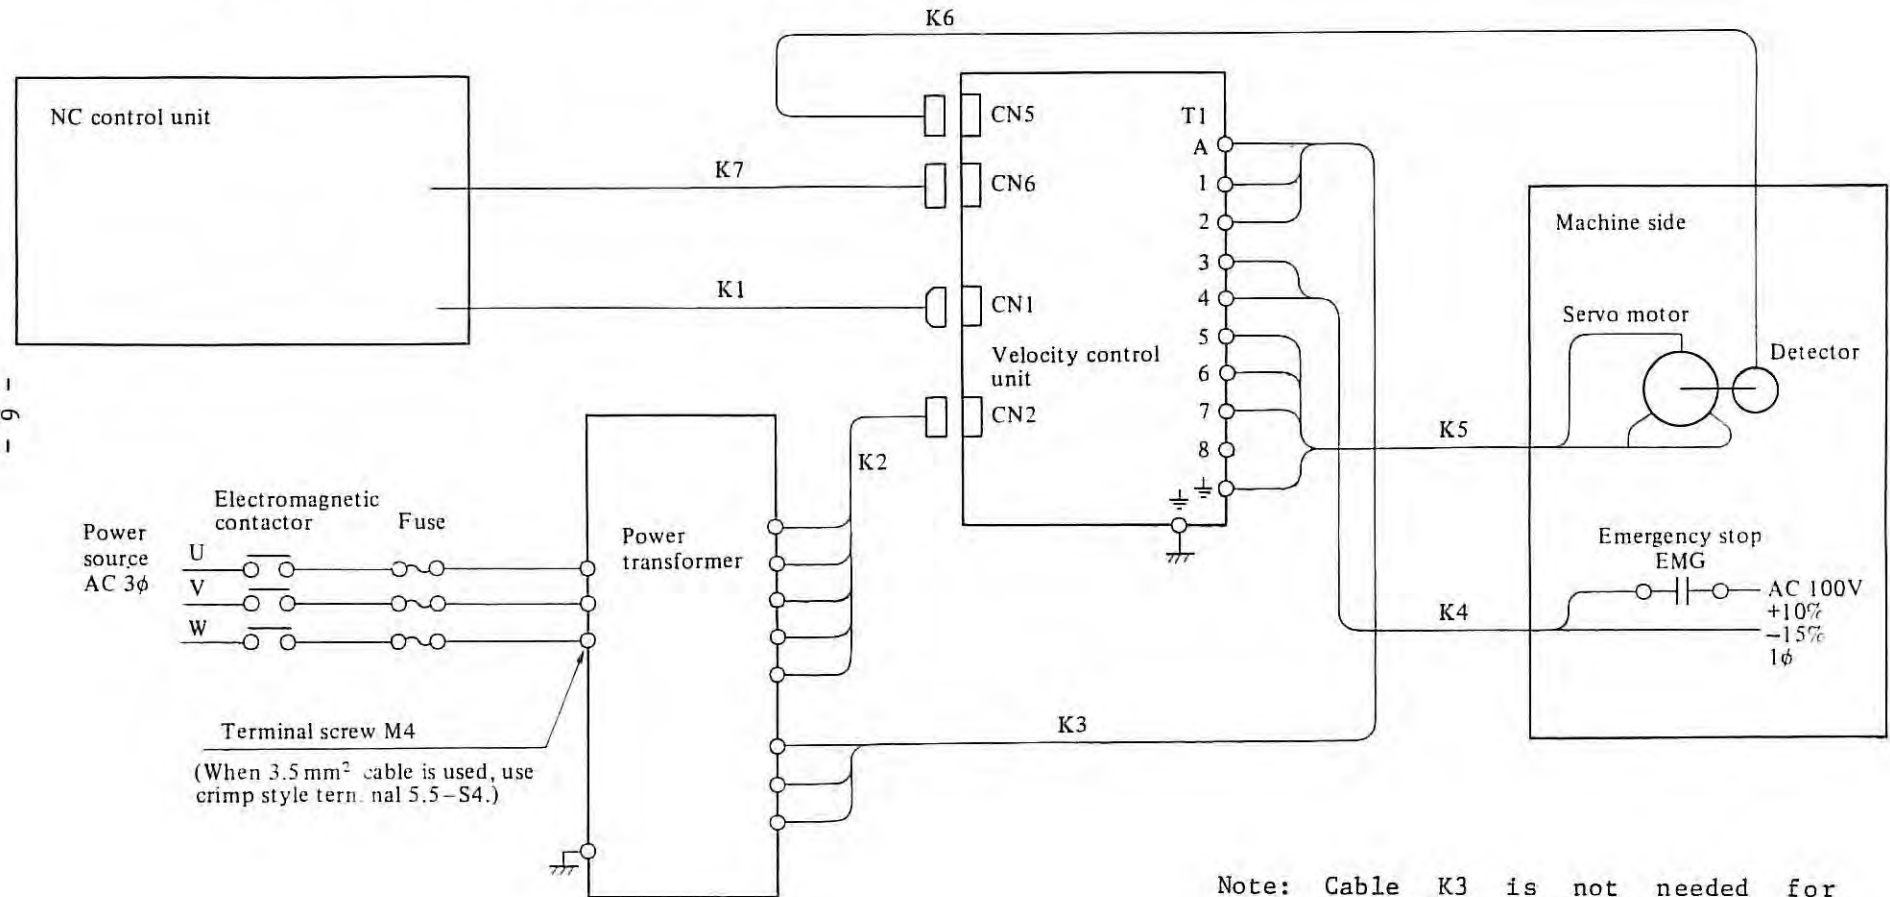 K6
NC control unit
CN5
T1
A
K7
CN6
1
2
Machine side
3
K1
CN1
4
Servo motor
5
Velocity control
unit
Detector
6
CN2
7
K5
8
K2
- 9 -
Electromagnetic
contactor
Fuse
Power
source
AC 3φ
U
V
W
Power
transformer
Emergency stop
EMG
AC 100V
+10%
-15%
1φ
K4
Terminal screw M4
(When 3.5 mm² cable is used, use
crimp style 5.5-S4.)
K3
Note: Cable K3 is not needed for